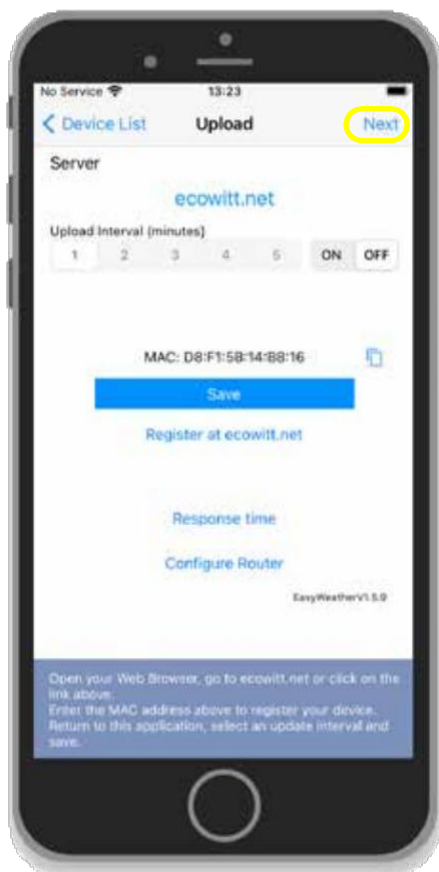 No Service 13:23
Device List Upload Next
Server
ecowitt.net
Upload Interval (minutes)
1 2 3 4 5 ON OFF
MAC: D8:F1:5B:14:B8:16
Save
Register at ecowitt.net
Response time
Configure Router
EasyWeatherV1.5.9
Open your Web Browser, go to ecowitt.net or click on the
link above.
Enter the MAC address above to register your device.
Return to this application, select an update interval and
save.